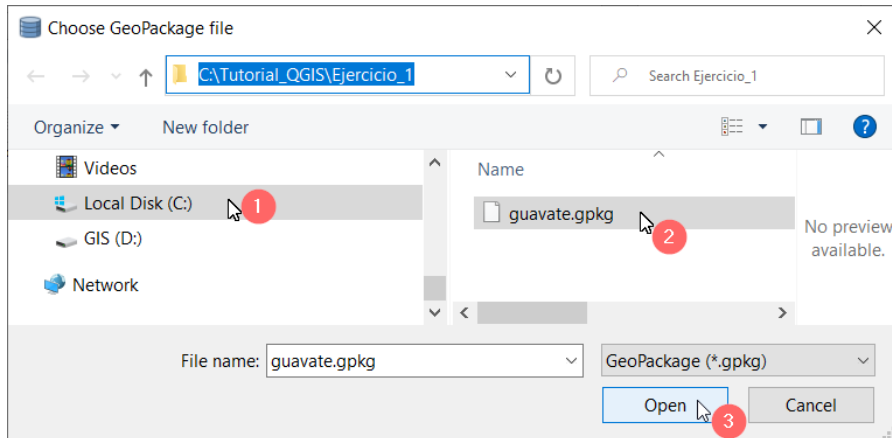 Choose GeoPackage file
C:\Tutorial_QGIS\Ejercicio_1
Search Ejercicio_1
Organize
New folder
?
Videos
Local Disk (C:)
1
GIS (D:)
Network
Name
guavate.gpkg
2
No preview
available.
File name:
guavate.gpkg
GeoPackage (*.gpkg)
Open
3
Cancel